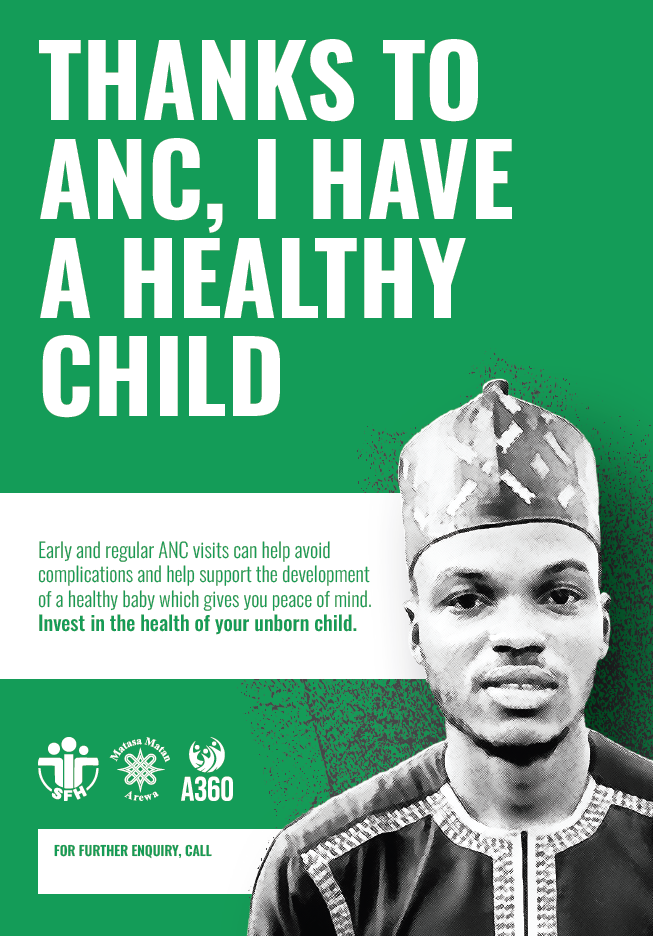 THANKS TO
ANC, I HAVE
A HEALTHY
CHILD
Early and regular ANC visits can help avoid
complications and help support the development
of a healthy baby which gives you peace of mind.
Invest in the health of your unborn child.
SFH
Matasa Matan
Arewa
A360
FOR FURTHER ENQUIRY, CALL